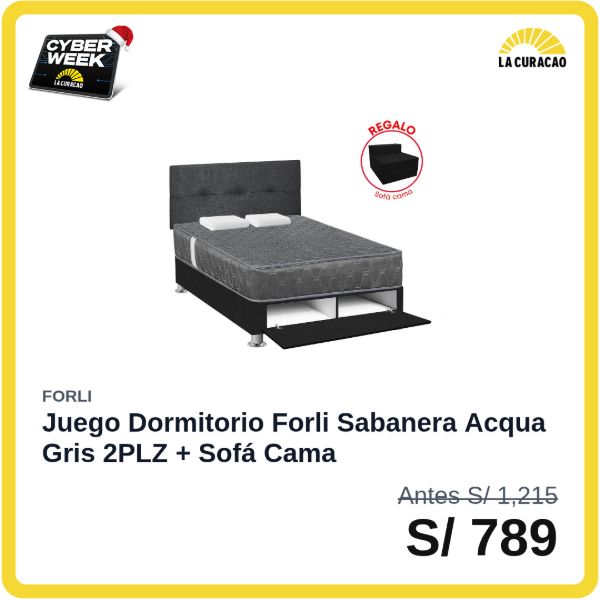 CYBER
WEEK
LA CURACAO
LA CURACAO
REGALO
Sofá cama
FORLI
Juego Dormitorio Forli Sabanera Acqua
Gris 2PLZ + Sofá Cama
Antes S/ 1,215
S/ 789